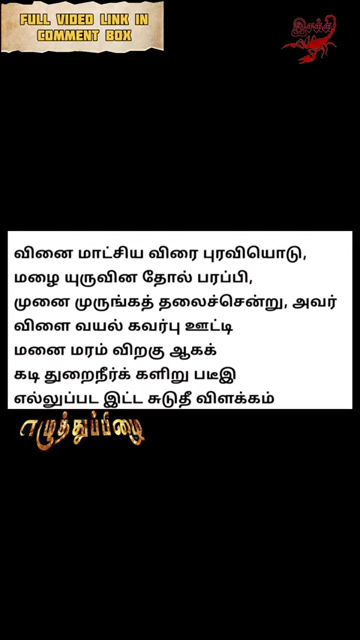 FULL VIDEO LINK IN
COMMENT BOX
வினை மாட்சிய விரை புரவியொடு,
மழை யுருவின தோல் பரப்பி,
முனை முருங்கத் தலைச்சென்று, அவர்
விளை வயல் கவர்பு ஊட்டி
மனை மரம் விறகு ஆகக்
கடி துறைநீர்க் களிறு படீஇ
எல்லுப்பட இட்ட சுடுதீ விளக்கம்
எழுத்துப்பிழை